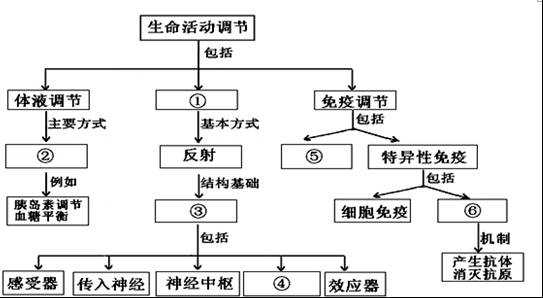 生命活动调节
包括
体液调节
①
免疫调节
主要方式
基本方式
包括
②
反射
⑤
特异性免疫
例如
结构基础
包括
胰岛素调节
血糖平衡
③
细胞免疫
⑥
包括
机制
感受器
传入神经
神经中枢
④
效应器
产生抗体
消灭抗原